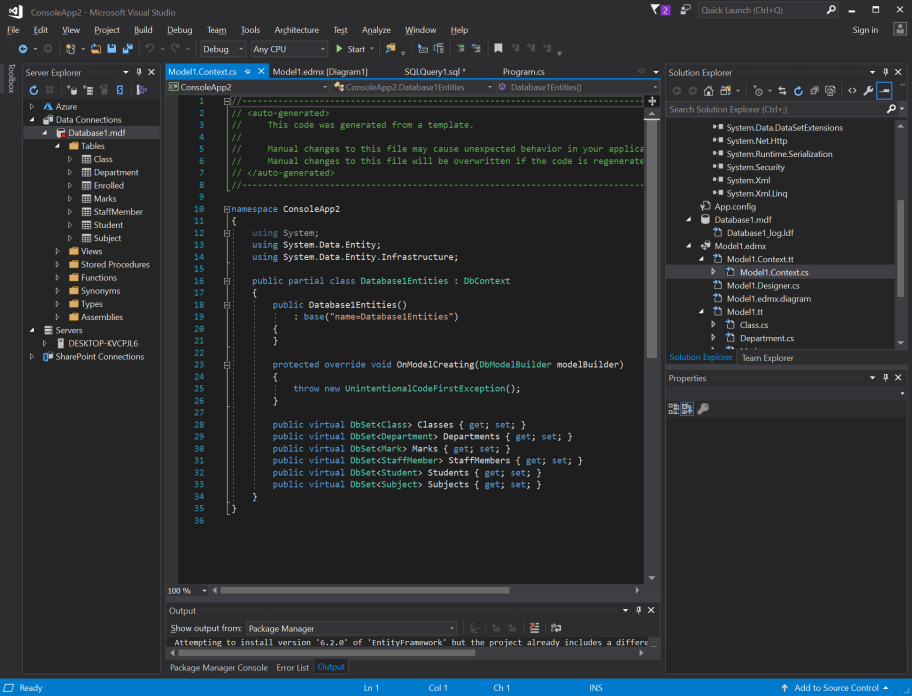 ConsoleApp2 - Microsoft Visual Studio
2
Quick Launch (Ctrl+Q)
File Edit View Project Build Debug Team Tools Architecture Test Analyze Window Help
Sign in
Debug Any CPU Start
Toolbox
Server Explorer
Azure
Data Connections
Database1.mdf
Tables
Class
Department
Enrolled
Marks
StaffMember
Student
Subject
Views
Stored Procedures
Functions
Synonyms
Types
Assemblies
Servers
DESKTOP-KVCPJL6
SharePoint Connections
Model1.Context.cs Model1.edmx [Diagram1] SQLQuery1.sql * Program.cs
ConsoleApp2 ConsoleApp2.Database1Entities Database1Entities()
1 //------------------------------------------------------------------------------
2 // <auto-generated>
3 //     This code was generated from a template.
4 //
5 //     Manual changes to this file may cause unexpected behavior in your applica
6 //     Manual changes to this file will be overwritten if the code is regenerate
7 // </auto-generated>
8 //------------------------------------------------------------------------------
9
10 namespace ConsoleApp2
11 {
12     using System;
13     using System.Data.Entity;
14     using System.Data.Entity.Infrastructure;
15
16     public partial class Database1Entities : DbContext
17     {
18         public Database1Entities()
19             : base("name=Database1Entities")
20         {
21         }
22
23         protected override void OnModelCreating(DbModelBuilder modelBuilder)
24         {
25             throw new UnintentionalCodeFirstException();
26         }
27
28         public virtual DbSet<Class> Classes { get; set; }
29         public virtual DbSet<Department> Departments { get; set; }
30         public virtual DbSet<Mark> Marks { get; set; }
31         public virtual DbSet<StaffMember> StaffMembers { get; set; }
32         public virtual DbSet<Student> Students { get; set; }
33         public virtual DbSet<Subject> Subjects { get; set; }
34     }
35 }
36
100 %
Output
Show output from: Package Manager
Attempting to install version '6.2.0' of 'EntityFramework' but the project already includes a differe
Package Manager Console Error List Output
Solution Explorer
Search Solution Explorer (Ctrl+;)
System.Data.DataSetExtensions
System.Net.Http
System.Runtime.Serialization
System.Security
System.Xml
System.Xml.Linq
App.config
Database1.mdf
Database1_log.ldf
Model1.edmx
Model1.Context.tt
Model1.Context.cs
Model1.Designer.cs
Model1.edmx.diagram
Model1.tt
Class.cs
Department.cs
Solution Explorer Team Explorer
Properties
Ready Ln 1 Col 1 Ch 1 INS Add to Source Control